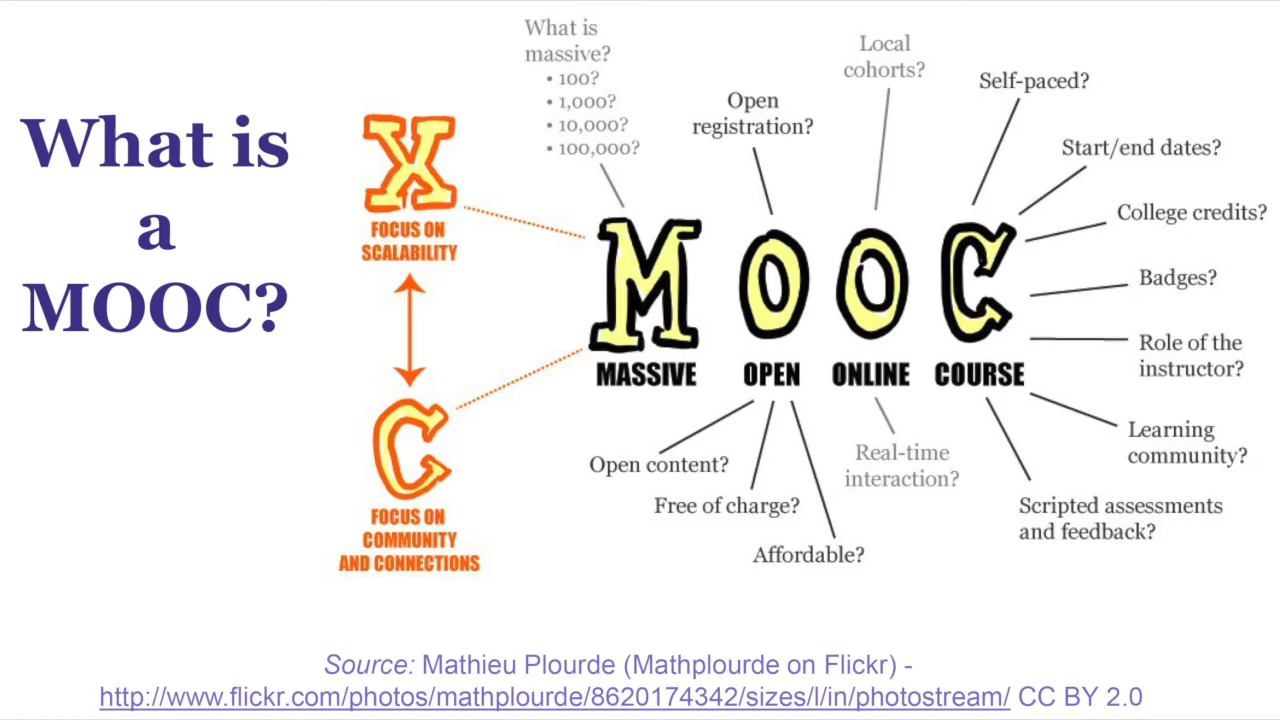 What is
a
MOOC?
X
FOCUS ON
SCALABILITY
C
FOCUS ON
COMMUNITY
AND CONNECTIONS
What is
massive?
• 100?
• 1,000?
• 10,000?
• 100,000?
Open
registration?
Local
cohorts?
Self-paced?
Start/end dates?
College credits?
Badges?
Role of the
instructor?
Learning
community?
Scripted assessments
and feedback?
MOOC
MASSIVE OPEN ONLINE COURSE
Open content?
Free of charge?
Affordable?
Real-time
interaction?
Source: Mathieu Plourde (Mathplourde on Flickr) -
http://www.flickr.com/photos/mathplourde/8620174342/sizes/l/in/photostream/ CC BY 2.0